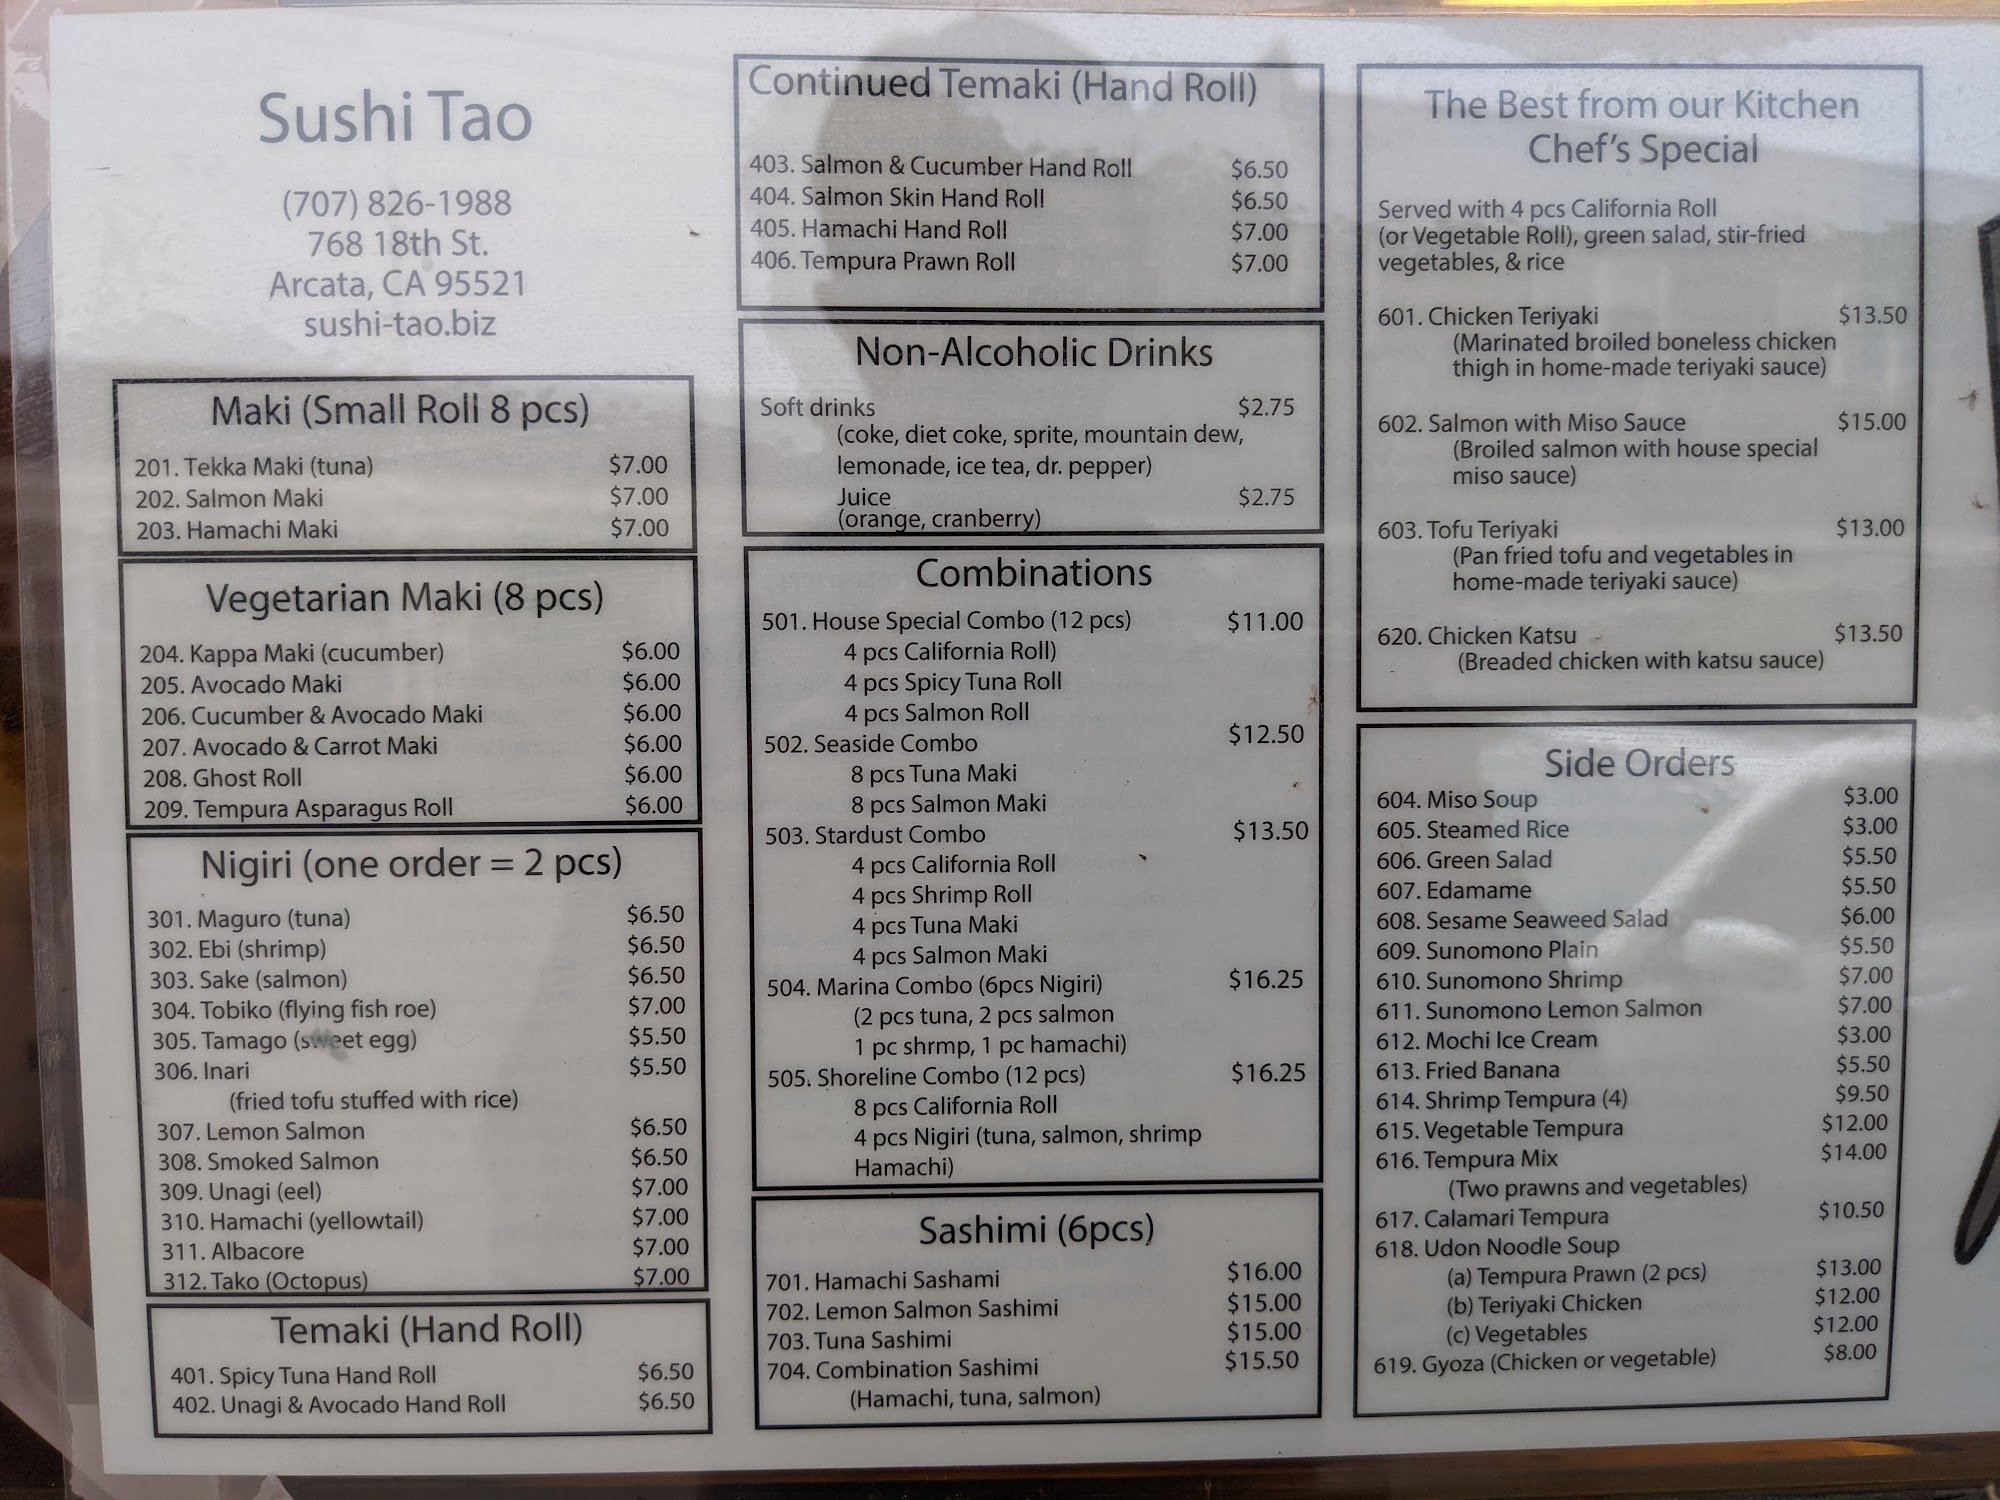 Sushi Tao
(707) 826-1988
768 18th St.
Arcata, CA 95521
sushi-tao.biz
Maki (Small Roll 8 pcs)
201. Tekka Maki (tuna) $7.00
202. Salmon Maki $7.00
203. Hamachi Maki $7.00
Vegetarian Maki (8 pcs)
204. Kappa Maki (cucumber) $6.00
205. Avocado Maki $6.00
206. Cucumber & Avocado Maki $6.00
207. Avocado & Carrot Maki $6.00
208. Ghost Roll $6.00
209. Tempura Asparagus Roll $6.00
Nigiri (one order = 2 pcs)
301. Maguro (tuna) $6.50
302. Ebi (shrimp) $6.50
303. Sake (salmon) $6.50
304. Tobiko (flying fish roe) $7.00
305. Tamago (sweet egg) $5.50
306. Inari $5.50
(fried tofu stuffed with rice)
307. Lemon Salmon $6.50
308. Smoked Salmon $6.50
309. Unagi (eel) $7.00
310. Hamachi (yellowtail) $7.00
311. Albacore $7.00
312. Tako (Octopus) $7.00
Temaki (Hand Roll)
401. Spicy Tuna Hand Roll $6.50
402. Unagi & Avocado Hand Roll $6.50
Continued Temaki (Hand Roll)
403. Salmon & Cucumber Hand Roll $6.50
404. Salmon Skin Hand Roll $6.50
405. Hamachi Hand Roll $7.00
406. Tempura Prawn Roll $7.00
Non-Alcoholic Drinks
Soft drinks $2.75
(coke, diet coke, sprite, mountain dew,
lemonade, ice tea, dr. pepper)
Juice $2.75
(orange, cranberry)
Combinations
501. House Special Combo (12 pcs) $11.00
4 pcs California Roll)
4 pcs Spicy Tuna Roll
4 pcs Salmon Roll
502. Seaside Combo $12.50
8 pcs Tuna Maki
8 pcs Salmon Maki
503. Stardust Combo $13.50
4 pcs California Roll
4 pcs Shrimp Roll
4 pcs Tuna Maki
4 pcs Salmon Maki
504. Marina Combo (6pcs Nigiri) $16.25
(2 pcs tuna, 2 pcs salmon
1 pc shrmp, 1 pc hamachi)
505. Shoreline Combo (12 pcs) $16.25
8 pcs California Roll
4 pcs Nigiri (tuna, salmon, shrimp
Hamachi)
Sashimi (6pcs)
701. Hamachi Sashami $16.00
702. Lemon Salmon Sashimi $15.00
703. Tuna Sashimi $15.00
704. Combination Sashimi $15.50
(Hamachi, tuna, salmon)
The Best from our Kitchen
Chef's Special
Served with 4 pcs California Roll
(or Vegetable Roll), green salad, stir-fried
vegetables, & rice
601. Chicken Teriyaki $13.50
(Marinated broiled boneless chicken
thigh in home-made teriyaki sauce)
602. Salmon with Miso Sauce $15.00
(Broiled salmon with house special
miso sauce)
603. Tofu Teriyaki $13.00
(Pan fried tofu and vegetables in
home-made teriyaki sauce)
620. Chicken Katsu $13.50
(Breaded chicken with katsu sauce)
Side Orders
604. Miso Soup $3.00
605. Steamed Rice $3.00
606. Green Salad $5.50
607. Edamame $5.50
608. Sesame Seaweed Salad $6.00
609. Sunomono Plain $5.50
610. Sunomono Shrimp $7.00
611. Sunomono Lemon Salmon $7.00
612. Mochi Ice Cream $3.00
613. Fried Banana $5.50
614. Shrimp Tempura (4) $9.50
615. Vegetable Tempura $12.00
616. Tempura Mix $14.00
(Two prawns and vegetables)
617. Calamari Tempura $10.50
618. Udon Noodle Soup
(a) Tempura Prawn (2 pcs) $13.00
(b) Teriyaki Chicken $12.00
(c) Vegetables $12.00
619. Gyoza (Chicken or vegetable) $8.00